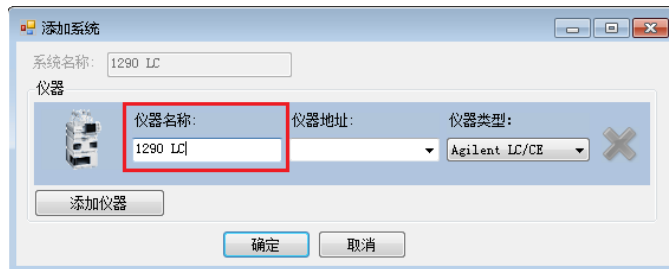 添加系统
系统名称: 1290 LC
仪器
仪器名称: 仪器地址: 仪器类型:
1290 LC Agilent LC/CE
添加仪器
确定 取消